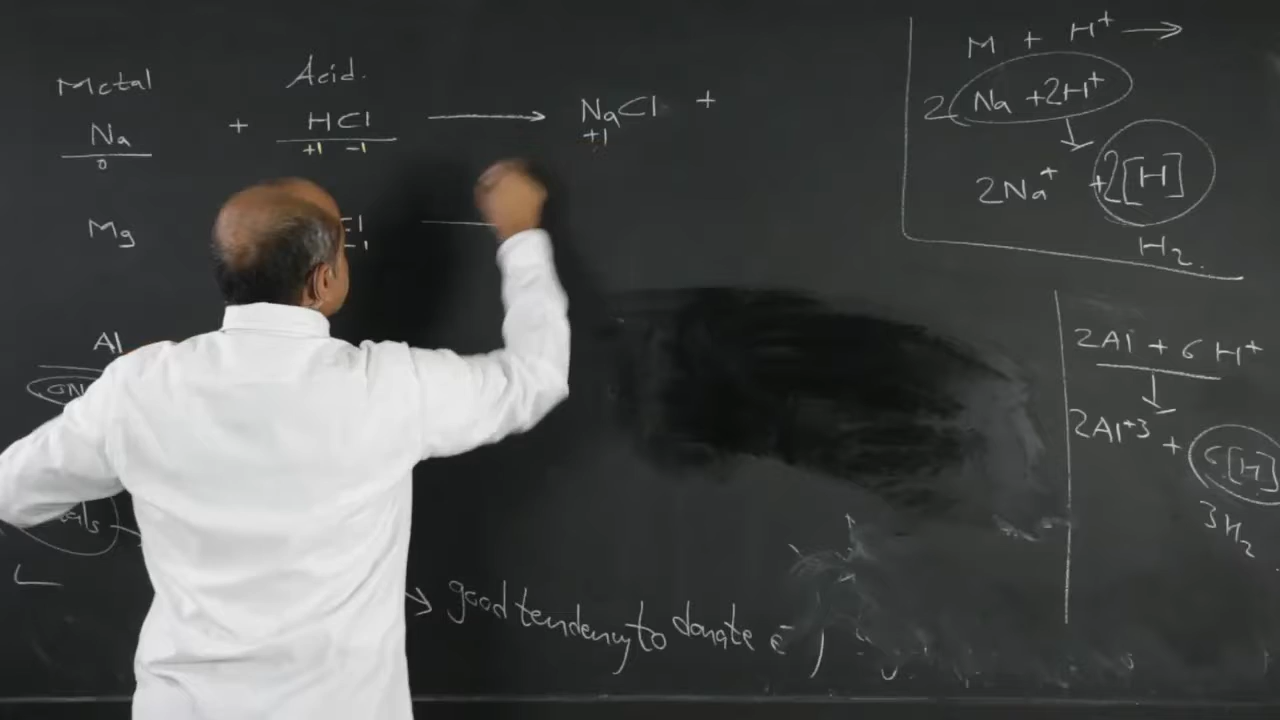 Metal Acid.
Na + HCl ⟶ NaCl +
0 +1 -1 +1
Mg
Al
good tendency to donate e⁻
M + H⁺ ⟶
2 Na + 2H⁺
↓
2Na⁺ + 2[H]
H₂.
2Al + 6H⁺
↓
2Al⁺³ + 6[H]
3H₂